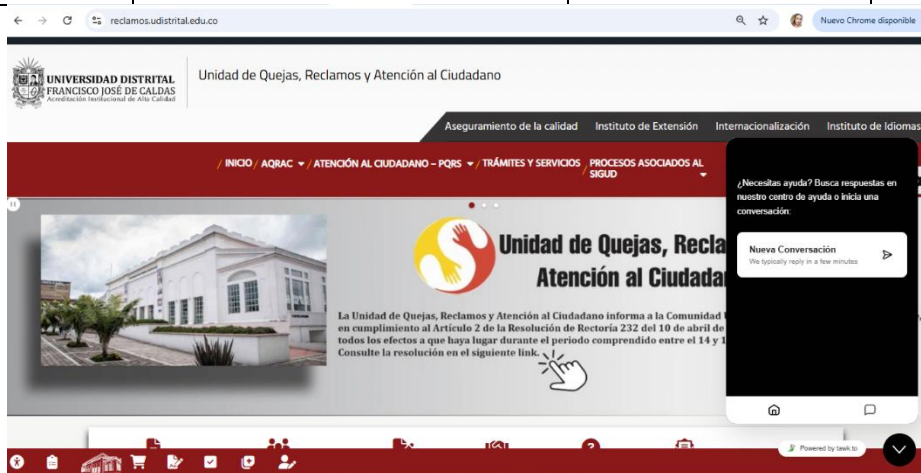 reclamos.udistrital.edu.co
Nuevo Chrome disponible
UNIVERSIDAD DISTRITAL
FRANCISCO JOSÉ DE CALDAS
Acreditación Institucional de Alta Calidad
Unidad de Quejas, Reclamos y Atención al Ciudadano
Aseguramiento de la calidad Instituto de Extensión Internacionalización Instituto de Idiomas
/ INICIO / AQRAC / ATENCIÓN AL CIUDADANO – PQRS / TRÁMITES Y SERVICIOS / PROCESOS ASOCIADOS AL
SIGUD
¿Necesitas ayuda? Busca respuestas en
nuestro centro de ayuda o inicia una
conversación:
Nueva Conversación
We typically reply in a few minutes
Unidad de Quejas, Recla
Atención al Ciudada
La Unidad de Quejas, Reclamos y Atención al Ciudadano informa a la Comunidad
en cumplimiento al Artículo 2 de la Resolución de Rectoría 232 del 10 de abril de
todos los efectos a que haya lugar durante el periodo comprendido entre el 14 y 1
Consulte la resolución en el siguiente link.
Powered by tawk.to